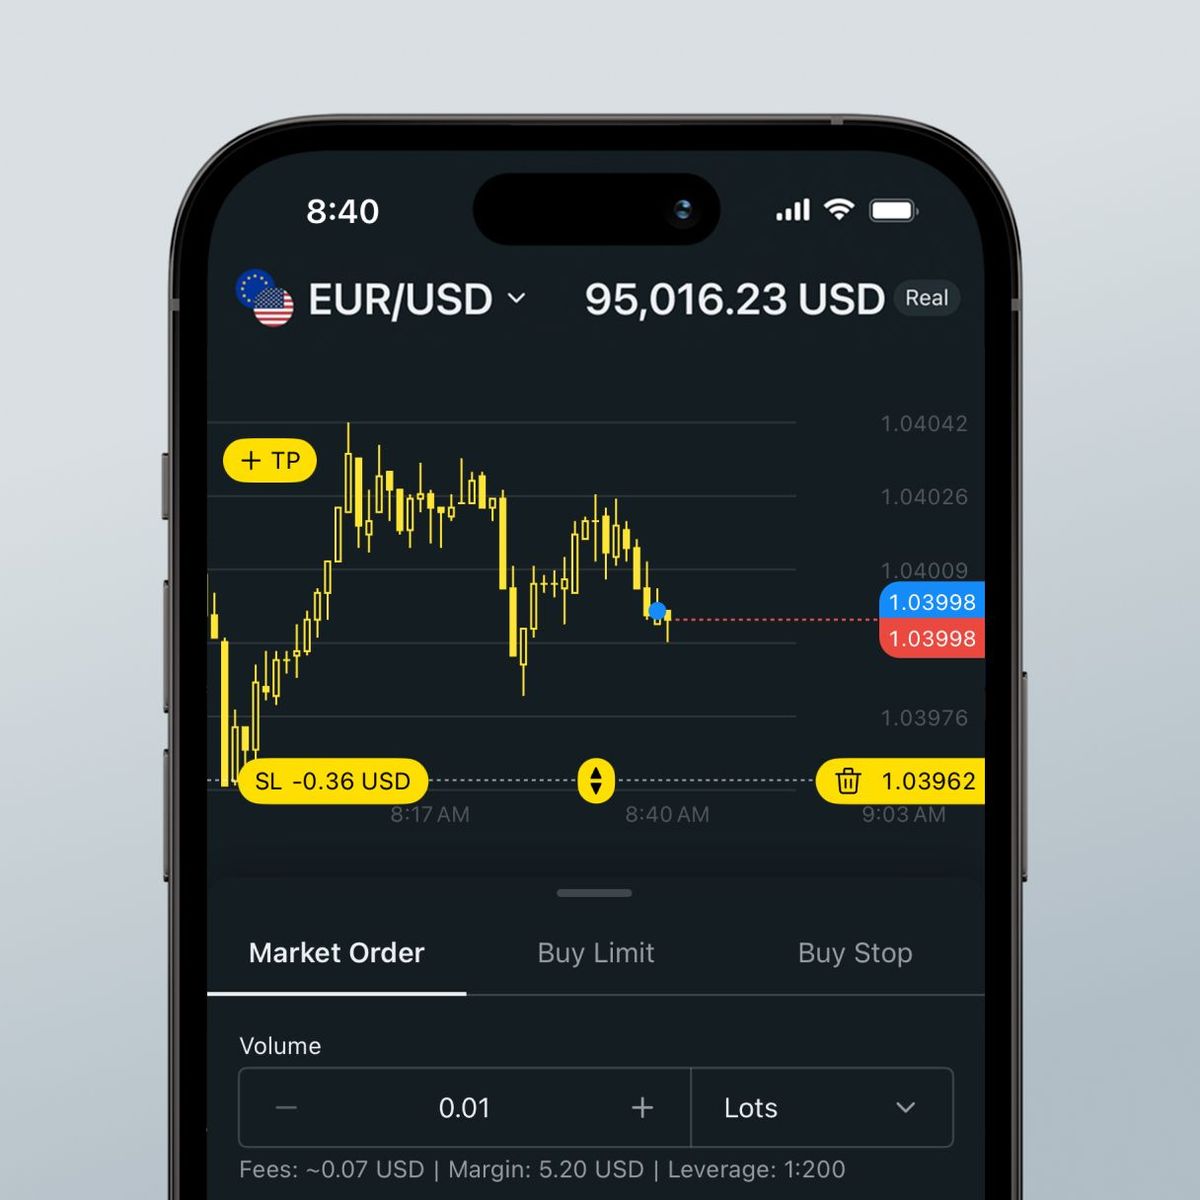 8:40
EUR/USD 95,016.23 USD Real
1.04042
+ TP
1.04026
1.04009
1.03998
1.03998
1.03976
SL -0.36 USD 1.03962
8:17 AM 8:40 AM 9:03 AM
Market Order Buy Limit Buy Stop
Volume
− 0.01 + Lots
Fees: ~0.07 USD | Margin: 5.20 USD | Leverage: 1:200